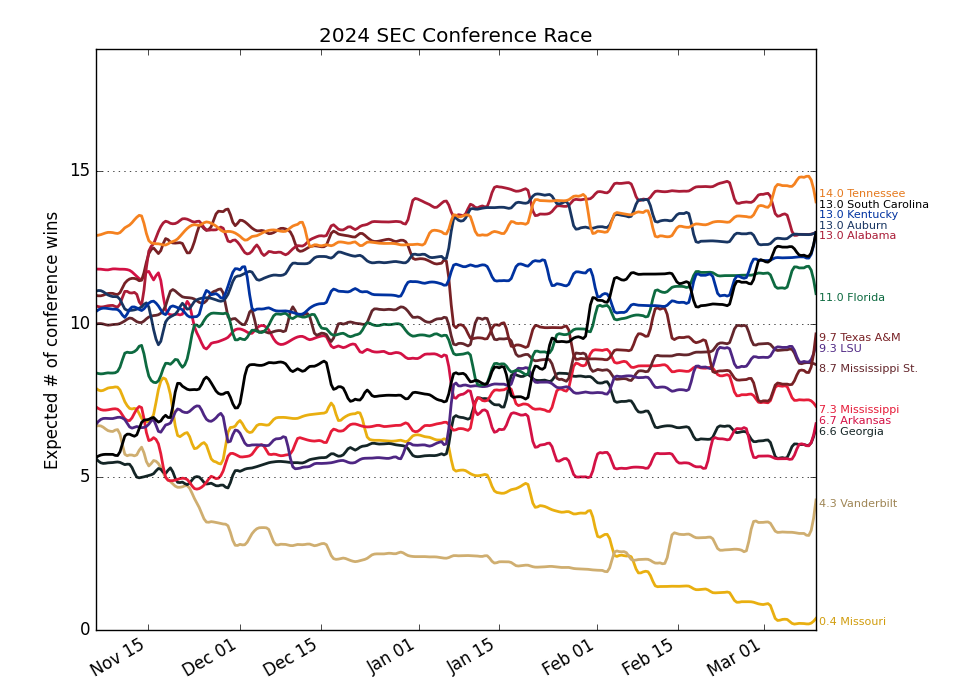 2024 SEC Conference Race
Expected # of conference wins
15
10
5
0
Nov 15
Dec 01
Dec 15
Jan 01
Jan 15
Feb 01
Feb 15
Mar 01
14.0 Tennessee
13.0 South Carolina
13.0 Kentucky
13.0 Auburn
13.0 Alabama
11.0 Florida
9.7 Texas A&M
9.3 LSU
8.7 Mississippi St.
7.3 Mississippi
6.7 Arkansas
6.6 Georgia
4.3 Vanderbilt
0.4 Missouri